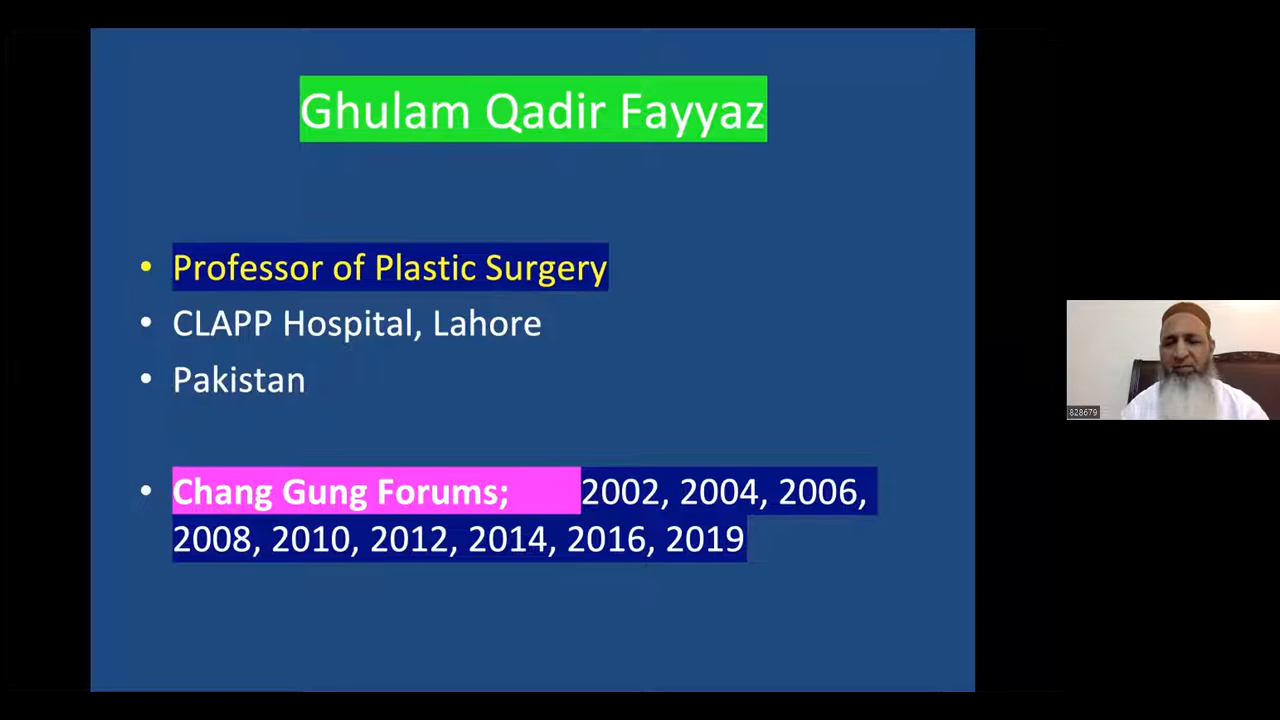 Ghulam Qadir Fayyaz
• Professor of Plastic Surgery
• CLAPP Hospital, Lahore
• Pakistan
• Chang Gung Forums; 2002, 2004, 2006,
2008, 2010, 2012, 2014, 2016, 2019
828679